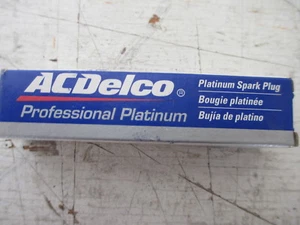 ACDelco®
Professional Platinum
Platinum Spark Plug
Bougie platinée
Bujía de platino